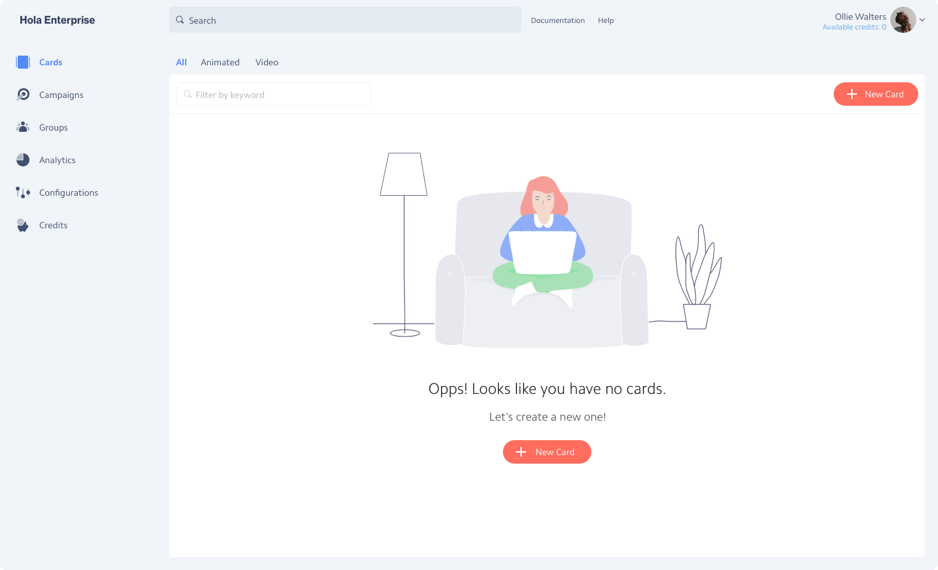 Hola Enterprise
Search
Documentation
Help
Ollie Walters
Available credits: 0
Cards
Campaigns
Groups
Analytics
Configurations
Credits
All
Animated
Video
Filter by keyword
New Card
Opps! Looks like you have no cards.
Let's create a new one!
New Card